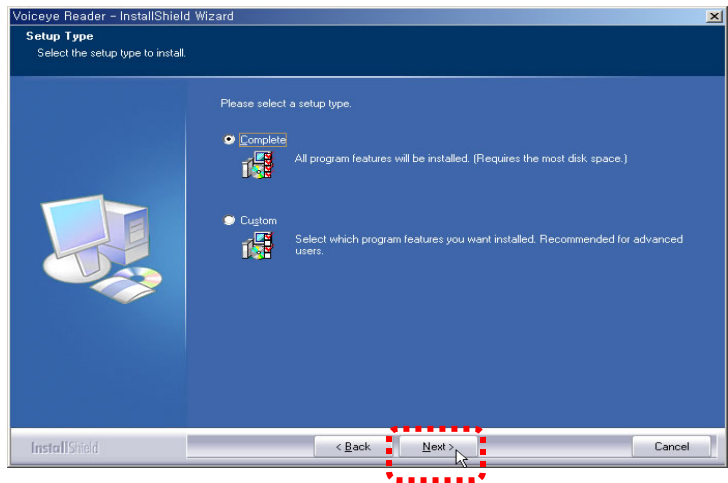 Voiceye Reader - InstallShield Wizard
Setup Type
Select the setup type to install.
Please select a setup type.
Complete
All program features will be installed. (Requires the most disk space.)
Custom
Select which program features you want installed. Recommended for advanced
users.
InstallShield
< Back
Next >
Cancel